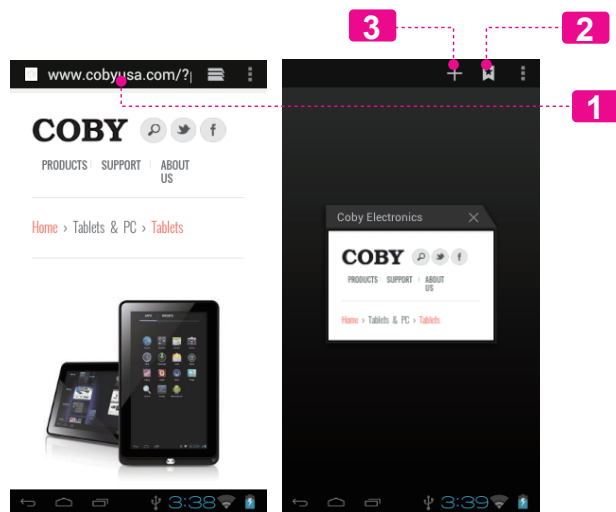 3
2
1
www.cobyusa.com/?
COBY
PRODUCTS SUPPORT ABOUT US
Home > Tablets & PC > Tablets
3:38
Coby Electronics
COBY
PRODUCTS SUPPORT ABOUT US
Home > Tablets & PC > Tablets
3:39